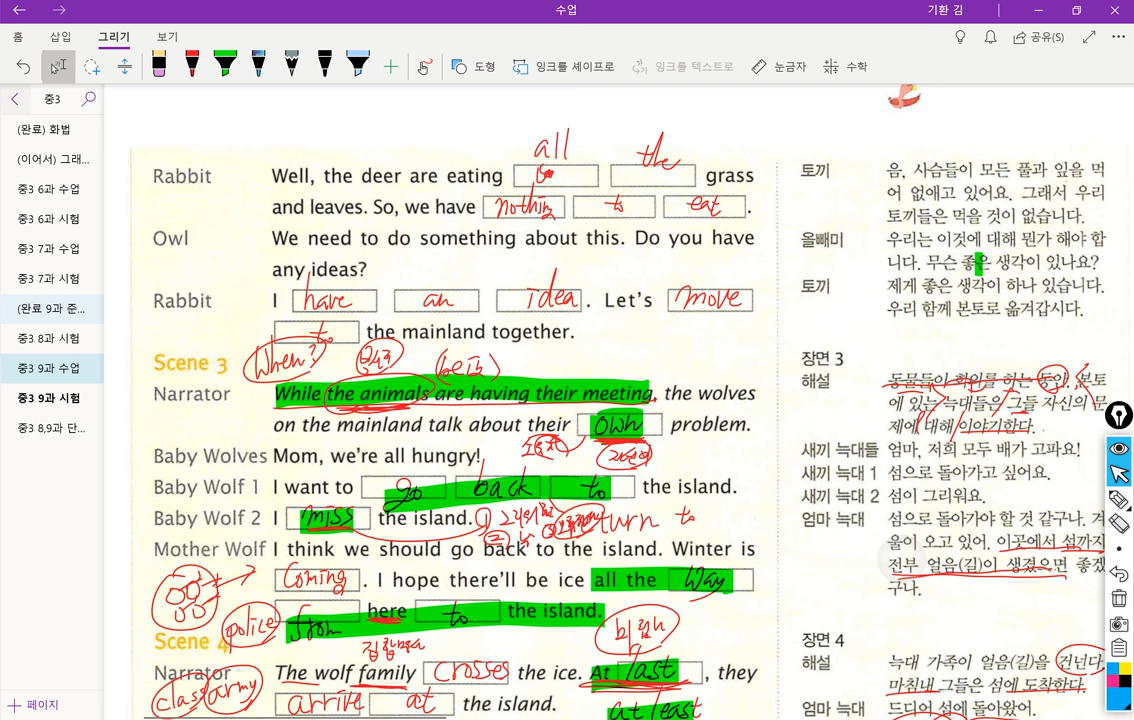 수업
기환 김
홈 삽입 그리기 보기
공유(S)
도형 잉크를 셰이프로 잉크를 텍스트로 눈금자 수학
중3
(완료) 화법
(이어서) 그래...
중3 6과 수업
중3 6과 시험
중3 7과 수업
중3 7과 시험
(완료 9과 준...
중3 8과 시험
중3 9과 수업
중3 9과 시험
중3 8,9과 단...
페이지
all the
Rabbit Well, the deer are eating grass
and leaves. So, we have nothing to eat .
Owl We need to do something about this. Do you have
any ideas?
Rabbit I have an idea . Let's move
to the mainland together.
Scene 3 When? (be동)
Narrator While the animals are having their meeting, the wolves
on the mainland talk about their own problem.
소유격 자신의
Baby Wolves Mom, we're all hungry!
Baby Wolf 1 I want to go back to the island.
Baby Wolf 2 I miss the island. ① turn to
Mother Wolf I think we should go back to the island. Winter is
Coming . I hope there'll be ice all the way
police from here to the island.
Scene 4 집합명사 마침내
Narrator The wolf family crosses the ice. At last , they
class army arrive at the island.
at least
토끼 음, 사슴들이 모든 풀과 잎을 먹
어 없애고 있어요. 그래서 우리
토끼들은 먹을 것이 없습니다.
올빼미 우리는 이것에 대해 뭔가 해야 합
니다. 무슨 좋은 생각이 있나요?
토끼 제게 좋은 생각이 하나 있습니다.
우리 함께 본토로 옮겨갑시다.
장면 3
해설 동물들이 회의를 하는 동안, 본토
에 있는 늑대들은 그들 자신의 문
제에 대해 이야기한다.
새끼 늑대들 엄마, 저희 모두 배가 고파요!
새끼 늑대 1 섬으로 돌아가고 싶어요.
새끼 늑대 2 섬이 그리워요.
엄마 늑대 섬으로 돌아가야 할 것 같구나. 겨
울이 오고 있어. 이곳에서 섬까지
전부 얼음(길)이 생겼으면 좋겠
구나.
장면 4
해설 늑대 가족이 얼음(길)을 건넌다.
마침내 그들은 섬에 도착한다.
엄마 늑대 드디어 섬에 돌아왔어.